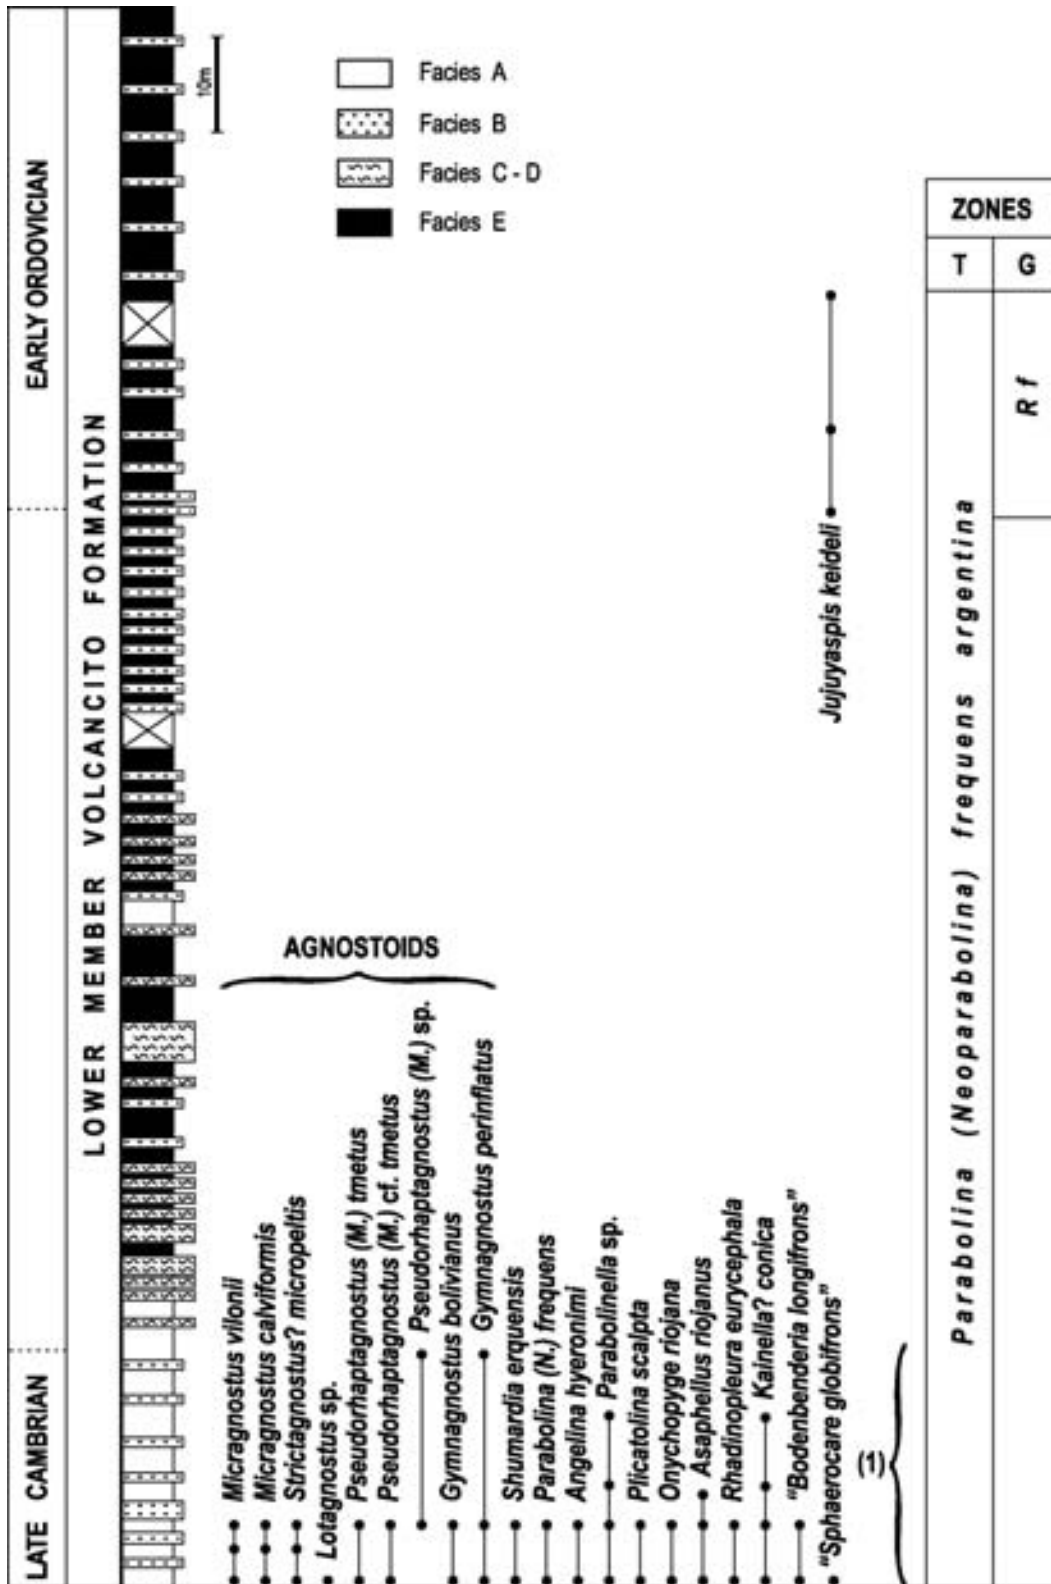 10m
Facies A
Facies B
Facies C - D
Facies E
EARLY ORDOVICIAN
LATE CAMBRIAN
LOWER MEMBER VOLCANCITO FORMATION
ZONES
T
G
R f
Parabolina (Neoparabolina) frequens argentina
Jujuyaspis keideli
AGNOSTOIDS
Micragnostus vilonii
Micragnostus calviformis
Strictagnostus? micropeltis
Lotagnostus sp.
Pseudorhaptagnostus (M.) tmetus
Pseudorhaptagnostus (M.) cf. tmetus
Pseudorhaptagnostus (M.) sp.
Gymnagnostus bolivianus
Gymnagnostus perinflatus
Shumardia erquensis
Parabolina (N.) frequens
Angelina hyeronimi
Parabolinella sp.
Plicatolina scalpta
Onychopyge riojana
Asaphellus riojanus
Rhadinopleura eurycephala
Kainella? conica
"Bodenbenderia longifrons"
"Sphaerocare globifrons"
(1)